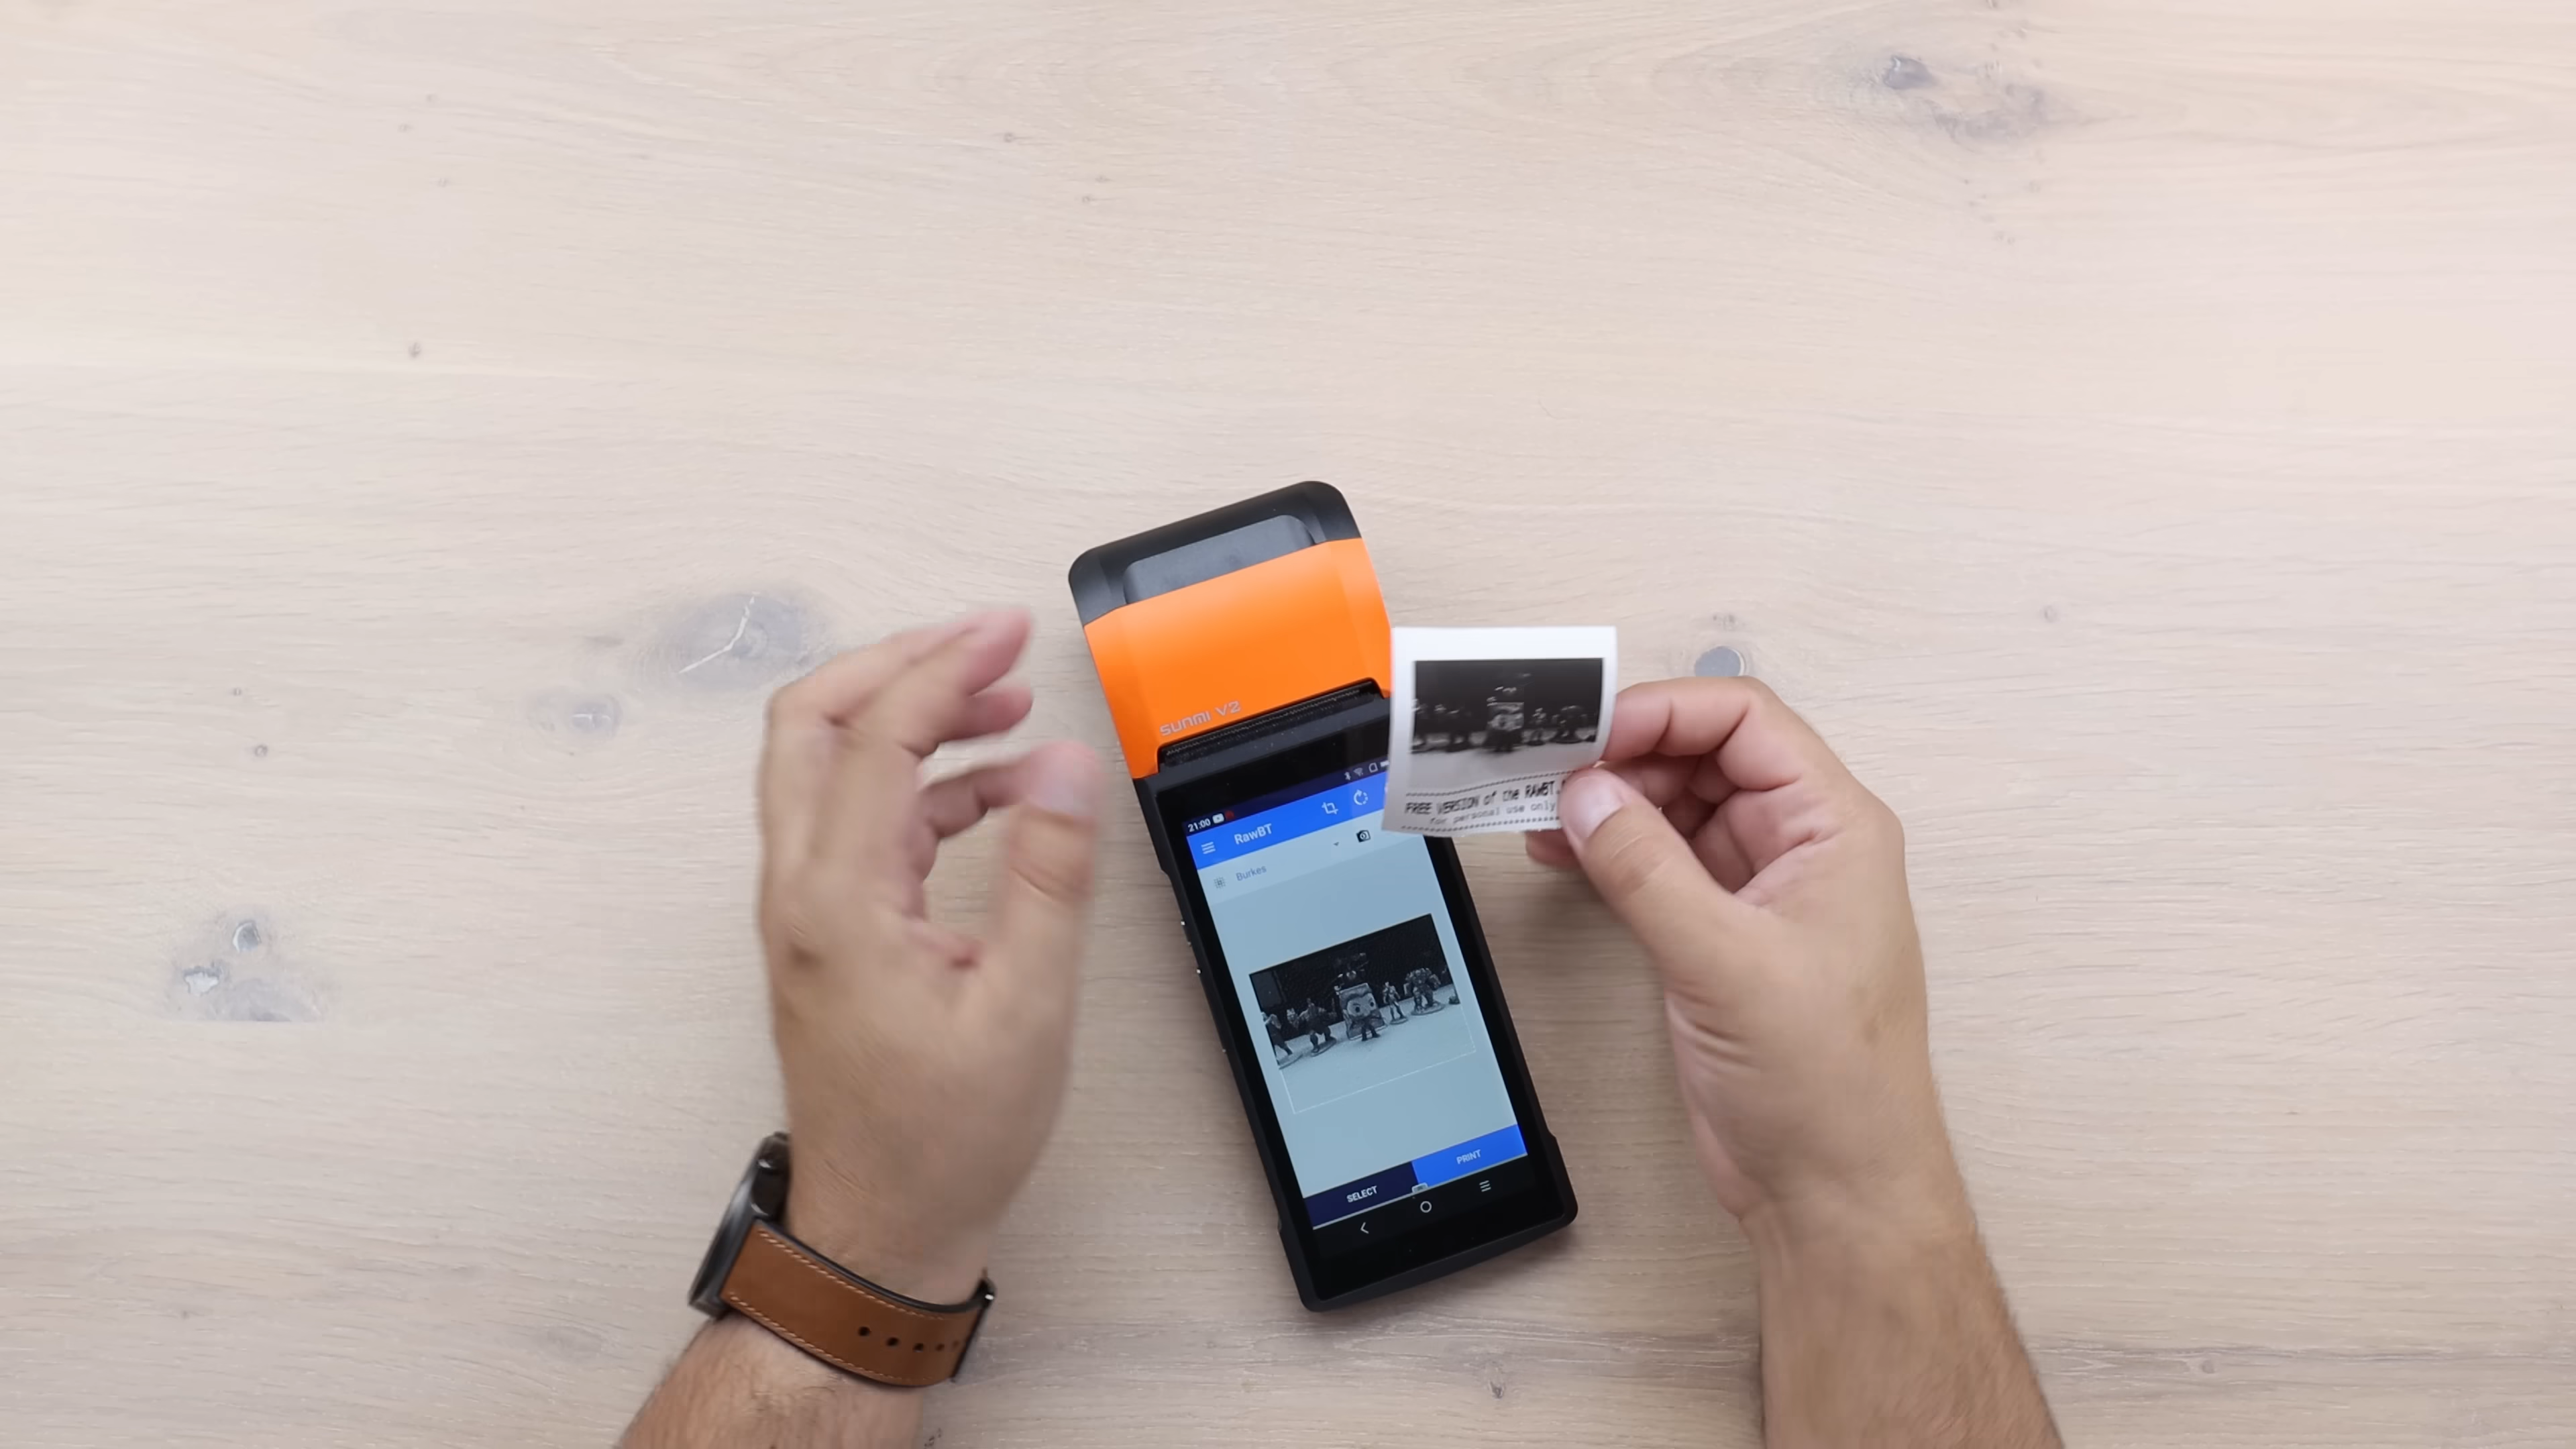 SUNMI V2
21:00
RawBT
Burkes
SELECT
PRINT
FREE VERSION of the RAWBT.
for personal use only